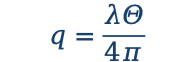 q = λΘ / 4π